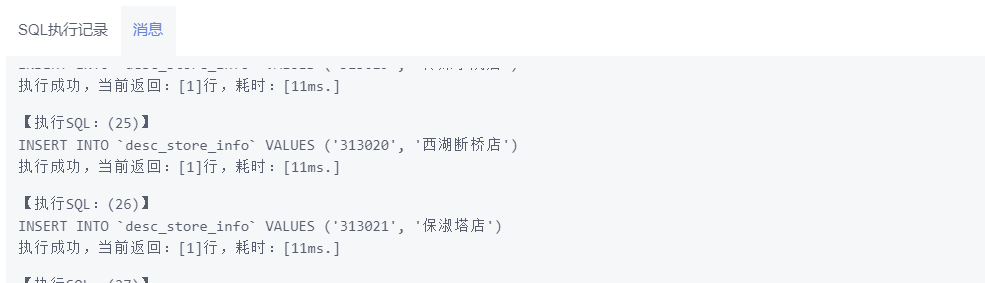 SQL执行记录 消息
INSERT INTO `desc_store_info` VALUES
执行成功，当前返回：[1]行，耗时：[11ms.]
【执行SQL：(25)】
INSERT INTO `desc_store_info` VALUES ('313020', '西湖断桥店')
执行成功，当前返回：[1]行，耗时：[11ms.]
【执行SQL：(26)】
INSERT INTO `desc_store_info` VALUES ('313021', '保淑塔店')
执行成功，当前返回：[1]行，耗时：[11ms.]
【执行SQL：(27)】